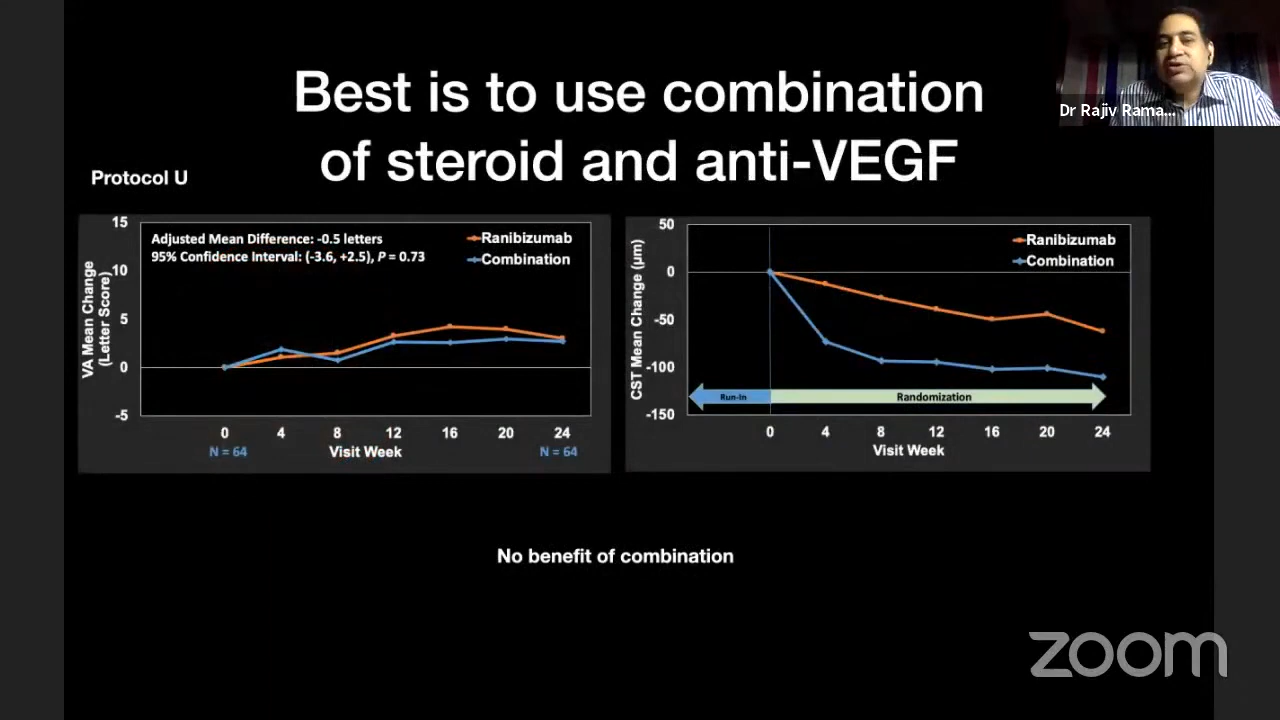 Best is to use combination
of steroid and anti-VEGF
Dr Rajiv Rama...
Protocol U
15
10
5
0
-5
VA Mean Change
(Letter Score)
Adjusted Mean Difference: -0.5 letters
95% Confidence Interval: (-3.6, +2.5), P = 0.73
Ranibizumab
Combination
0 4 8 12 16 20 24
N = 64 Visit Week N = 64
50
0
-50
-100
-150
CST Mean Change (µm)
Ranibizumab
Combination
Run-In Randomization
0 4 8 12 16 20 24
Visit Week
No benefit of combination
zoom